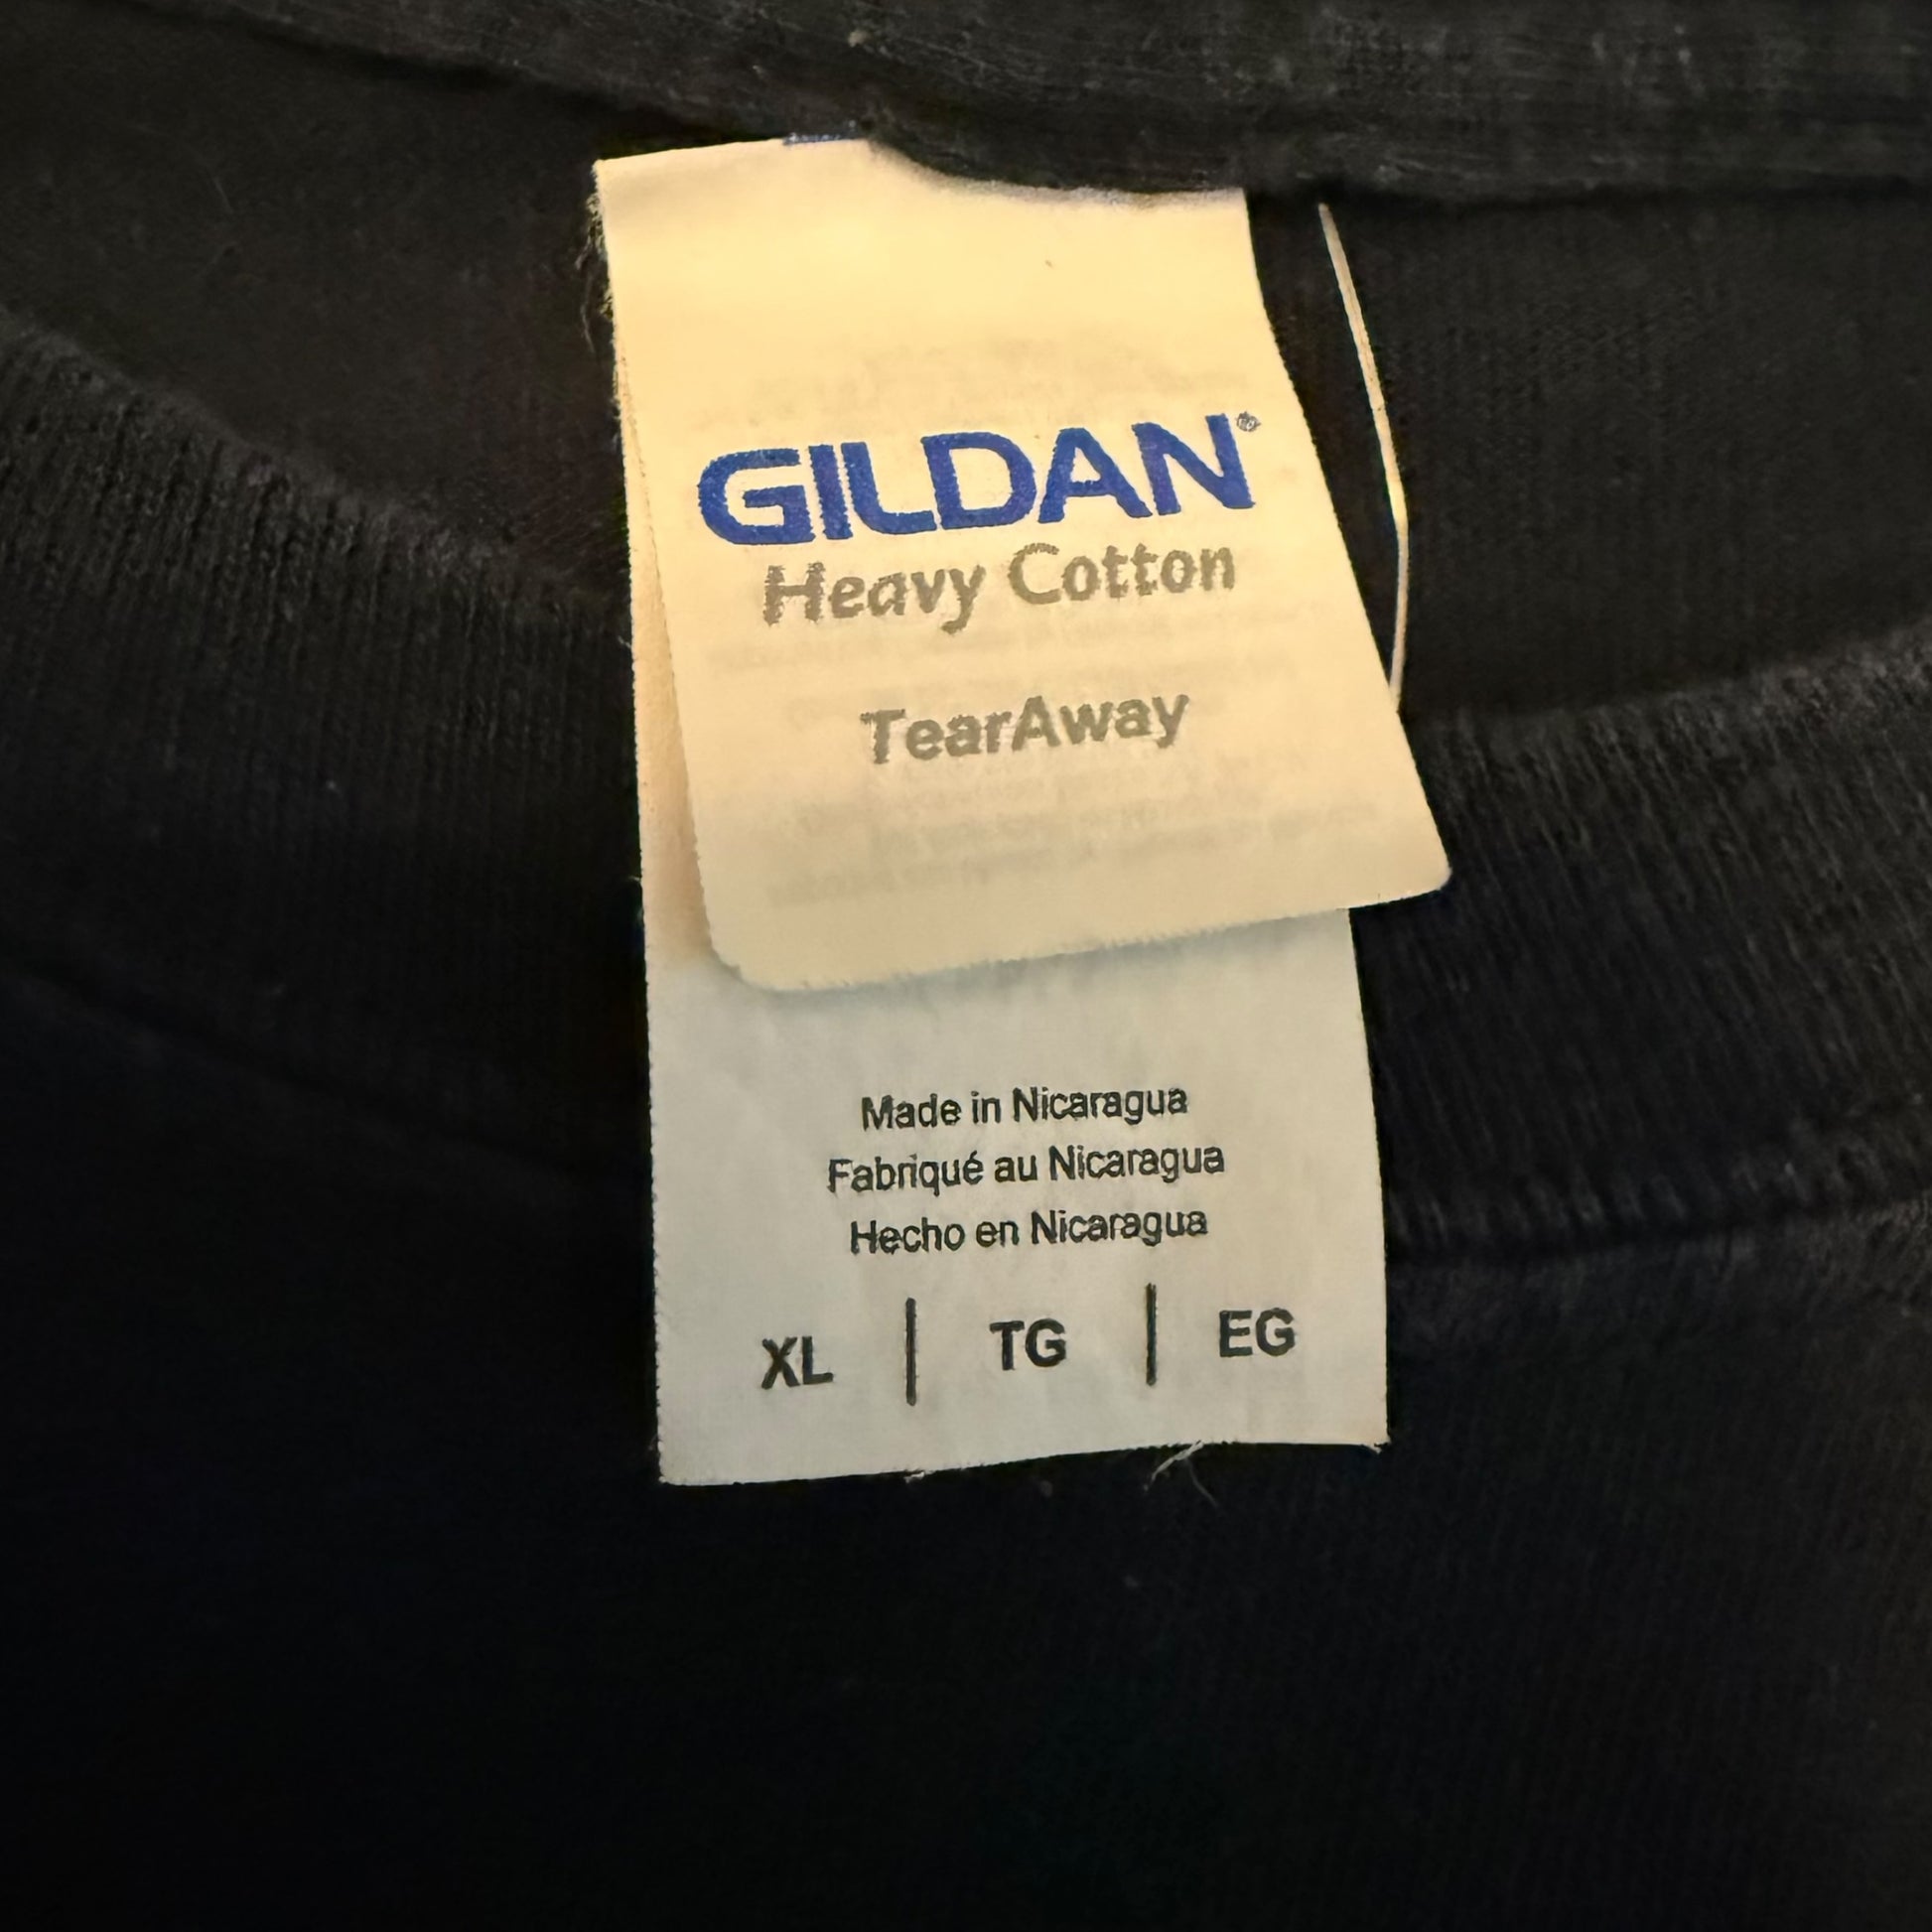 GILDAN®
Heavy Cotton
TearAway
Made in Nicaragua
Fabriqué au Nicaragua
Hecho en Nicaragua
XL | TG | EG